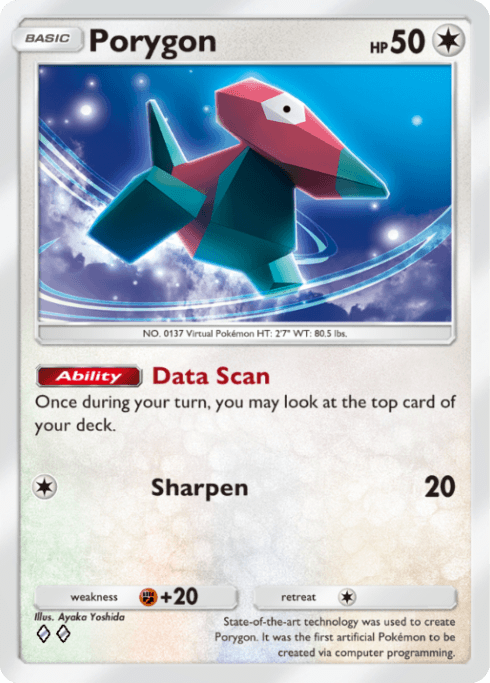 BASIC Porygon HP 50
NO. 0137 Virtual Pokémon HT: 2'7" WT: 80.5 lbs.
Ability Data Scan
Once during your turn, you may look at the top card of
your deck.
Sharpen 20
weakness +20 retreat
Illus. Ayaka Yoshida
State-of-the-art technology was used to create
Porygon. It was the first artificial Pokémon to be
created via computer programming.